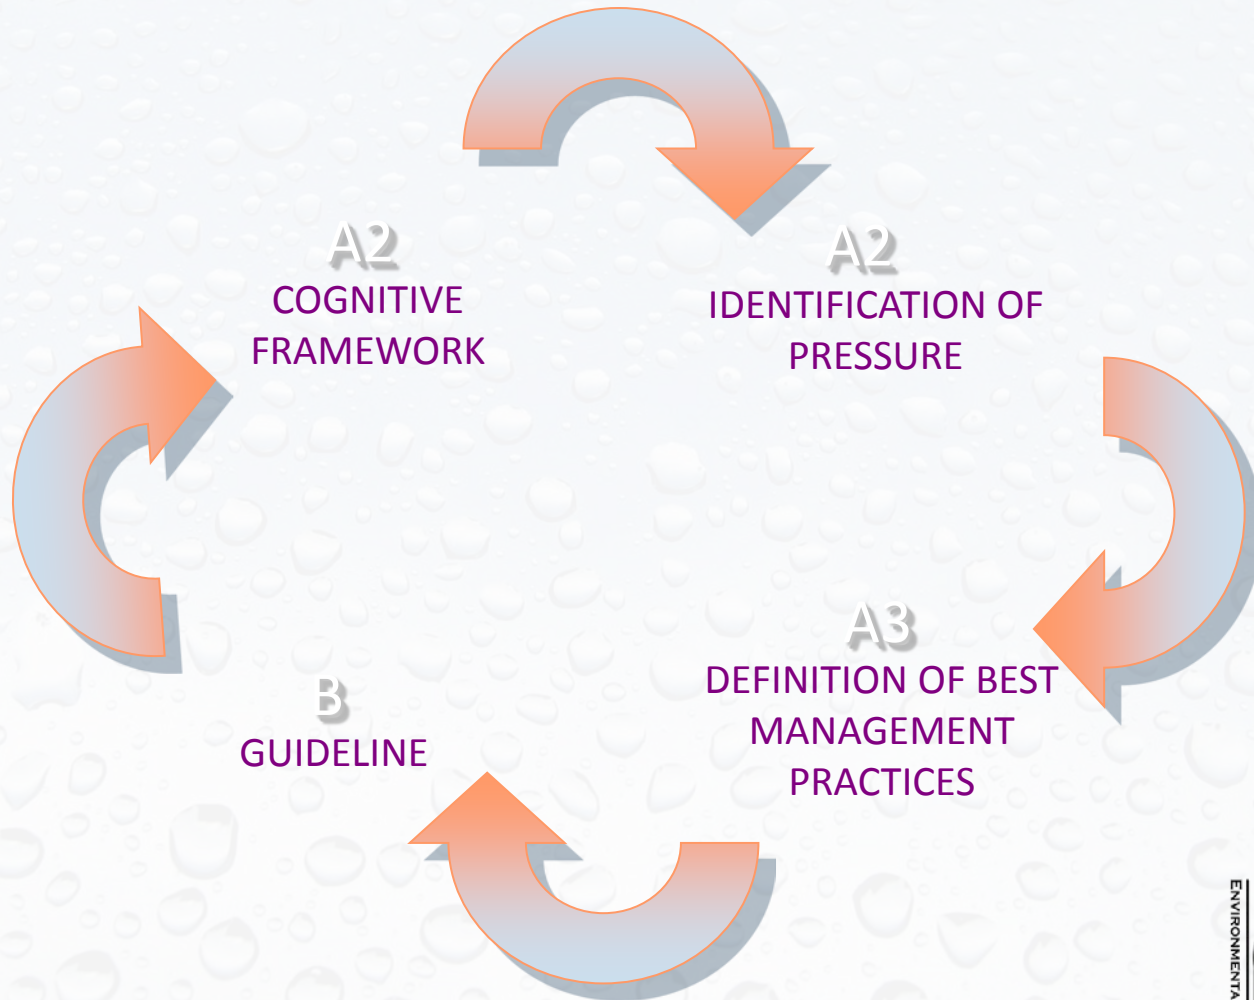 A2
COGNITIVE
FRAMEWORK
A2
IDENTIFICATION OF
PRESSURE
A3
DEFINITION OF BEST
MANAGEMENT
PRACTICES
B
GUIDELINE